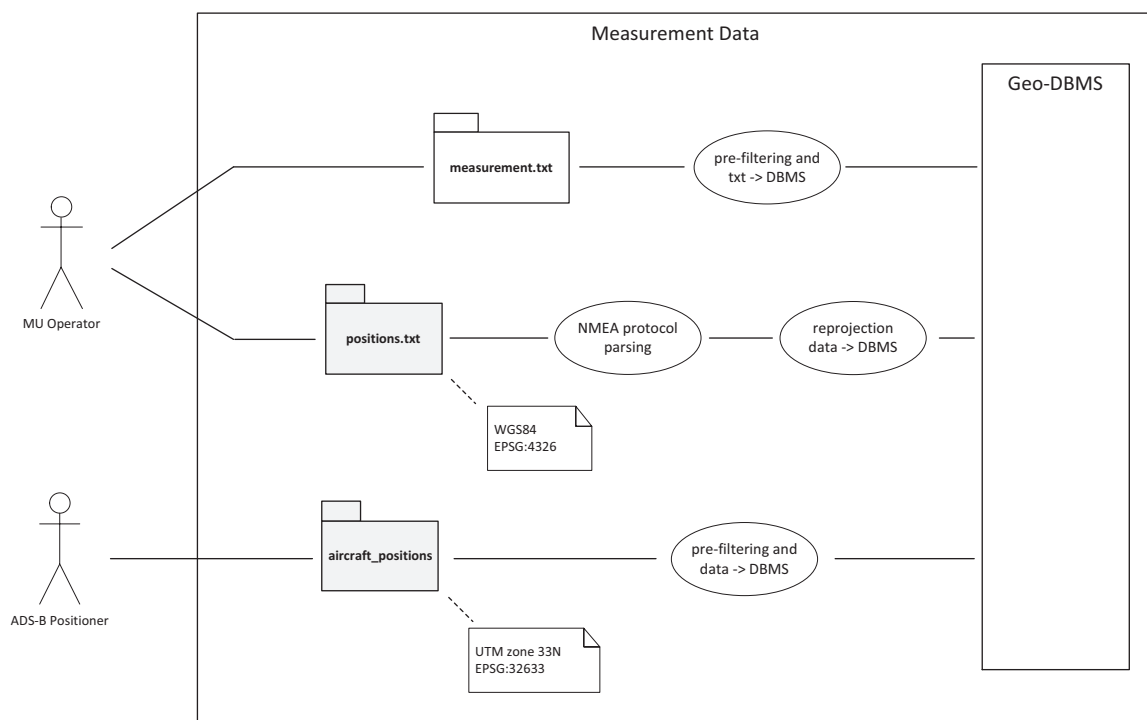 Measurement Data
Geo-DBMS
measurement.txt
pre-filtering and
txt -> DBMS
MU Operator
positions.txt
NMEA protocol
parsing
reprojection
data -> DBMS
WGS84
EPSG:4326
aircraft_positions
pre-filtering and
data -> DBMS
ADS-B Positioner
UTM zone 33N
EPSG:32633